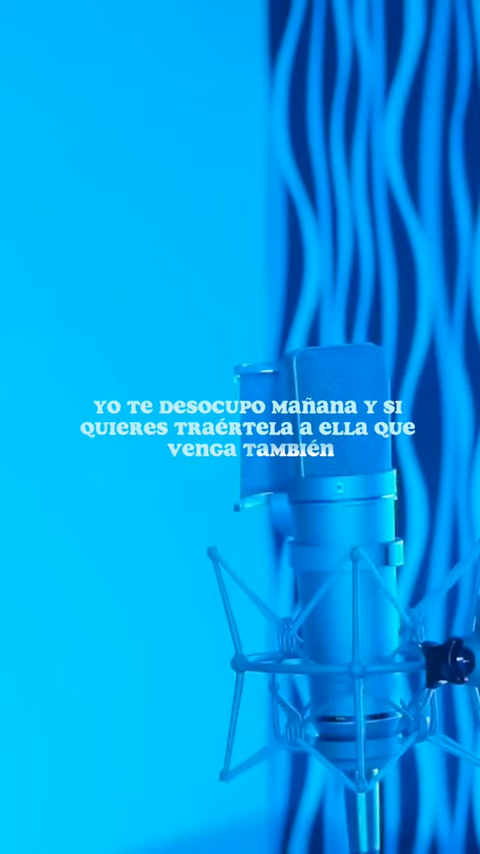 YO TE DESOCUPO MAÑANA Y SI
QUIERES TRAÉRTELA A ELLA QUE
VENGA TAMBIÉN